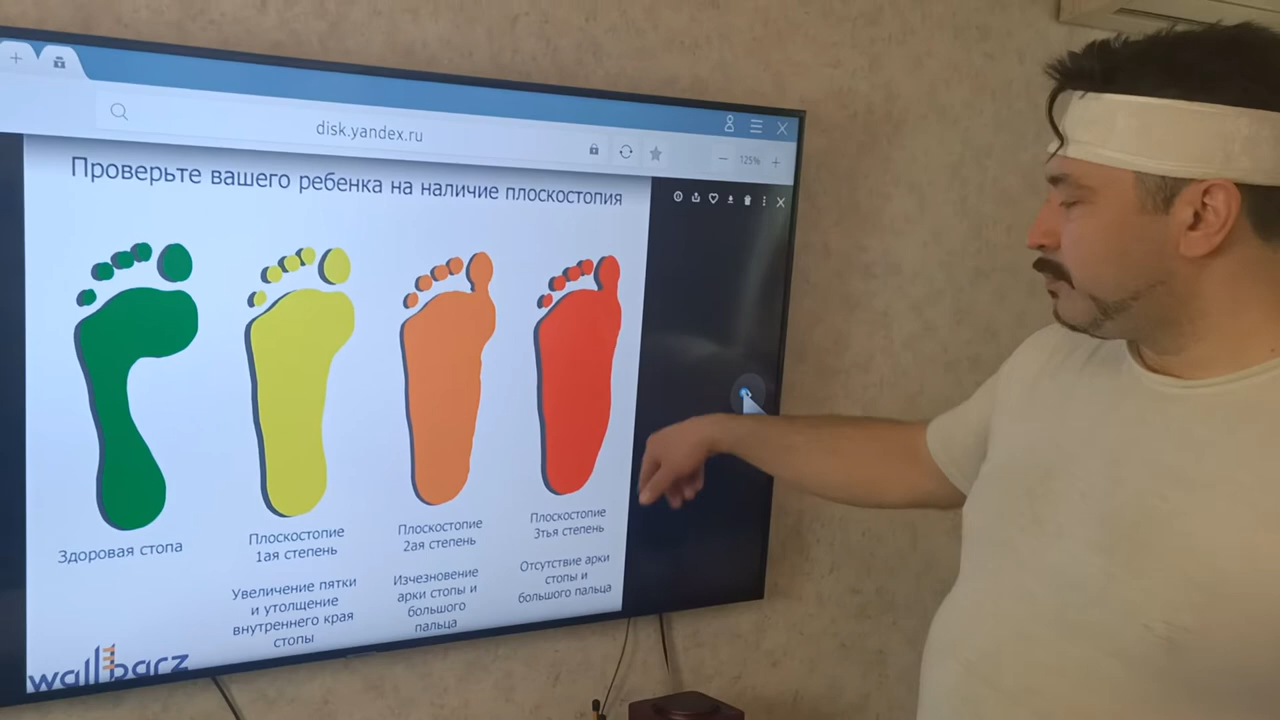 disk.yandex.ru
125%
Проверьте вашего ребенка на наличие плоскостопия
Здоровая стопа
Плоскостопие
1ая степень
Увеличение пятки
и утолщение
внутреннего края
стопы
Плоскостопие
2ая степень
Изчезновение
арки стопы и
большого
пальца
Плоскостопие
3тья степень
Отсутствие арки
стопы и
большого пальца
wallbarz